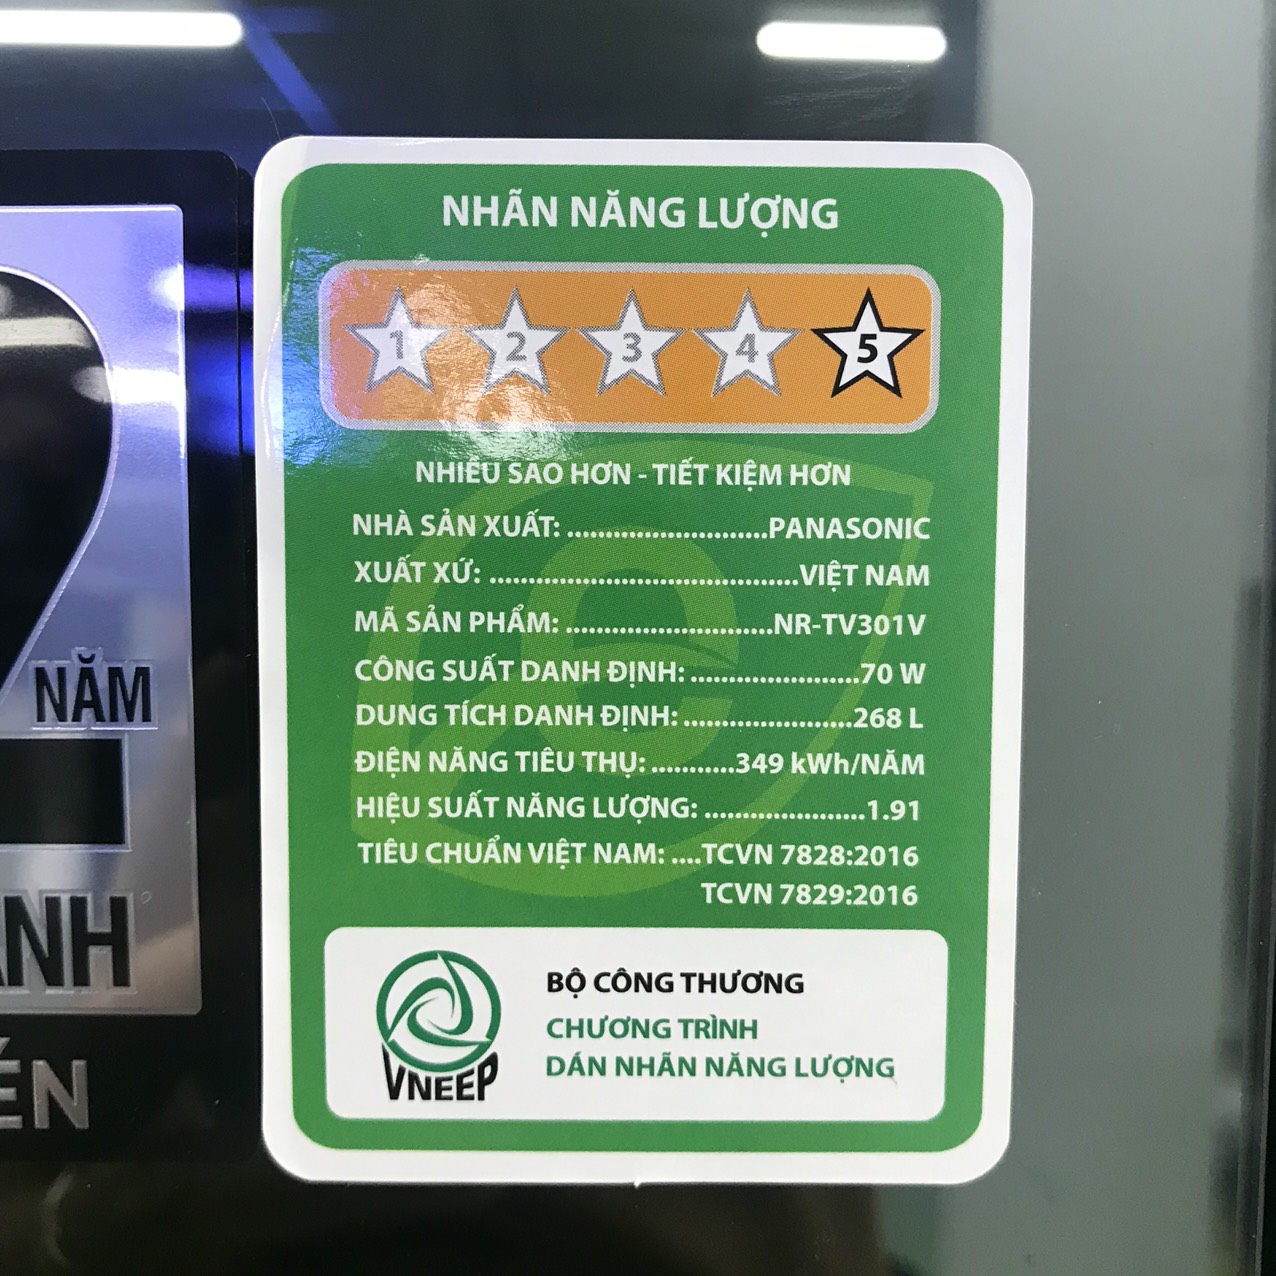 NHÃN NĂNG LƯỢNG
1 2 3 4 5
NHIỀU SAO HƠN - TIẾT KIỆM HƠN
NHÀ SẢN XUẤT: ..........................PANASONIC
XUẤT XỨ: .......................................VIỆT NAM
MÃ SẢN PHẨM: ..........................NR-TV301V
CÔNG SUẤT DANH ĐỊNH: ......................70 W
DUNG TÍCH DANH ĐỊNH: ......................268 L
ĐIỆN NĂNG TIÊU THỤ: ...........349 kWh/NĂM
HIỆU SUẤT NĂNG LƯỢNG: .....................1.91
TIÊU CHUẨN VIỆT NAM: ....TCVN 7828:2016
TCVN 7829:2016
VNEEP
BỘ CÔNG THƯƠNG
CHƯƠNG TRÌNH
DÁN NHÃN NĂNG LƯỢNG
2
NĂM